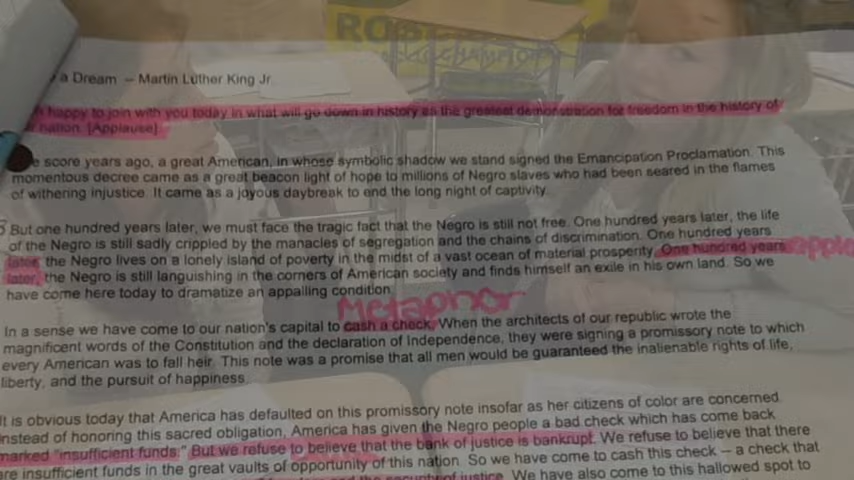 a Dream – Martin Luther King Jr.
happy to join with you today in what will go down in history as the greatest demonstration for freedom in the history of
nation. [Applause]
score years ago, a great American, in whose symbolic shadow we stand signed the Emancipation Proclamation. This
momentous decree came as a great beacon light of hope to millions of Negro slaves who had been seared in the flames
of withering injustice. It came as a joyous daybreak to end the long night of captivity.
But one hundred years later, we must face the tragic fact that the Negro is still not free. One hundred years later, the life
of the Negro is still sadly crippled by the manacles of segregation and the chains of discrimination. One hundred years
later, the Negro lives on a lonely island of poverty in the midst of a vast ocean of material prosperity. One hundred years
later, the Negro is still languishing in the corners of American society and finds himself an exile in his own land. So we
have come here today to dramatize an appalling condition.
Metaphor
In a sense we have come to our nation's capital to cash a check. When the architects of our republic wrote the
magnificent words of the Constitution and the declaration of Independence, they were signing a promissory note to which
every American was to fall heir. This note was a promise that all men would be guaranteed the inalienable rights of life,
liberty, and the pursuit of happiness.
It is obvious today that America has defaulted on this promissory note insofar as her citizens of color are concerned.
Instead of honoring this sacred obligation, America has given the Negro people a bad check which has come back
marked "insufficient funds." But we refuse to believe that the bank of justice is bankrupt. We refuse to believe that there
are insufficient funds in the great vaults of opportunity of this nation. So we have come to cash this check – a check that
security of justice. We have also come to this hallowed spot to